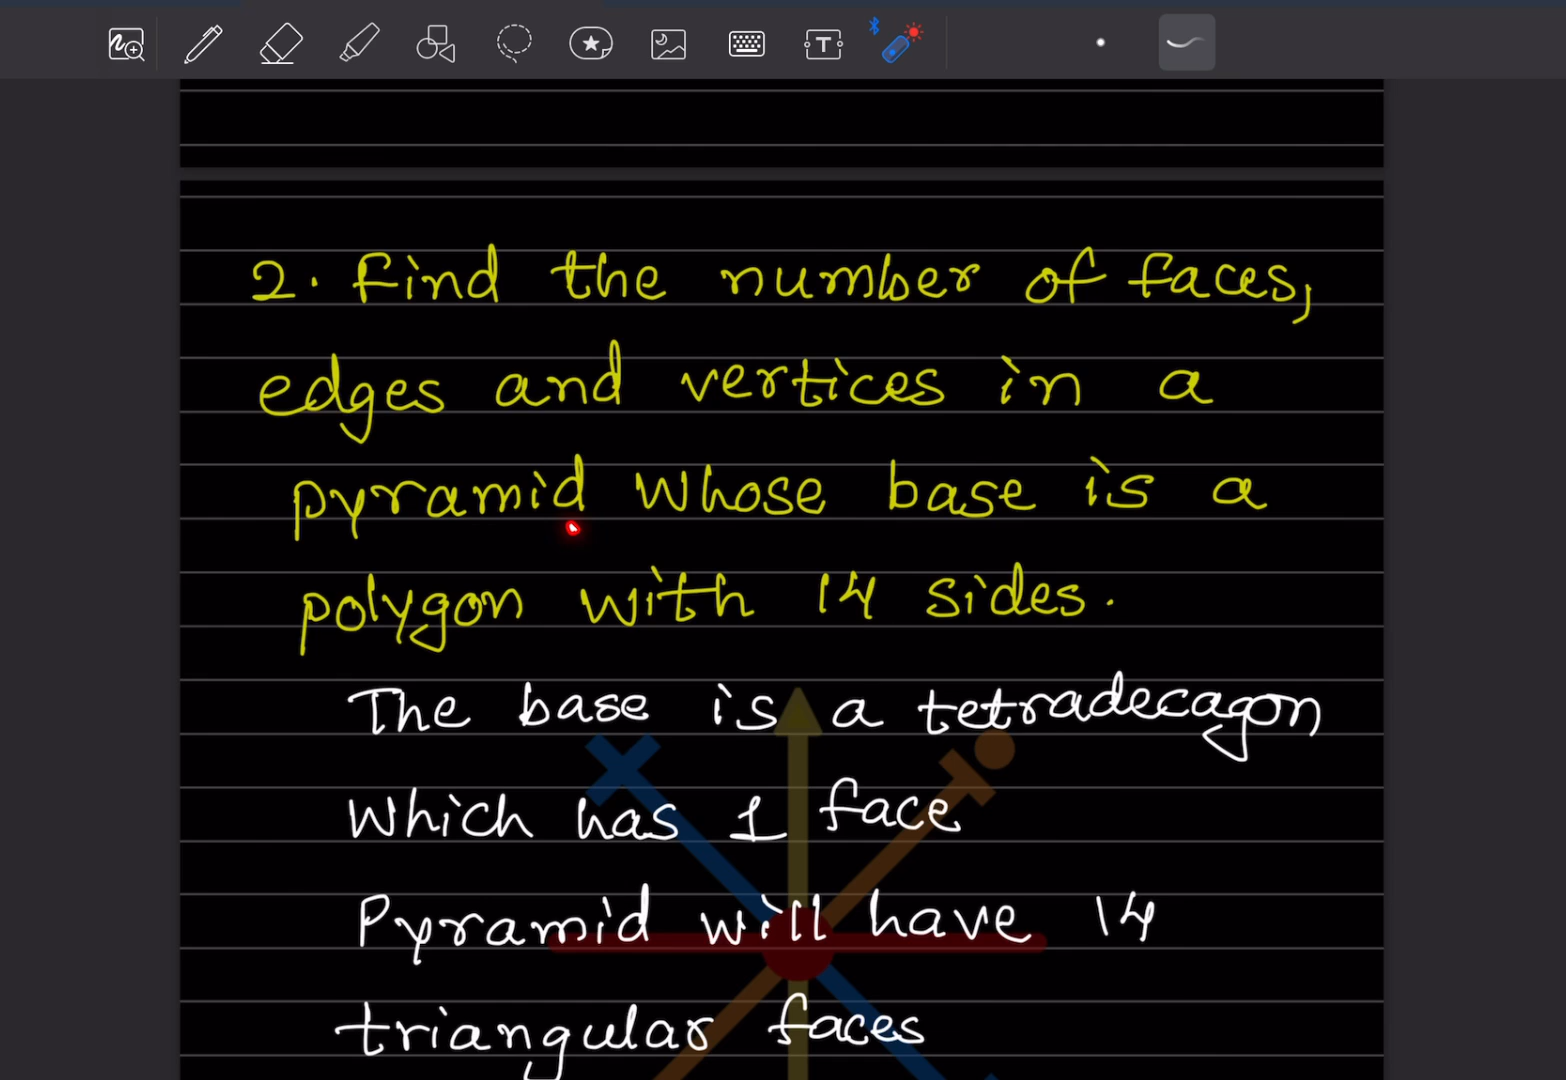 2. Find the number of faces,
edges and vertices in a
pyramid whose base is a
polygon with 14 sides.
The base is a tetradecagon
which has 1 face
Pyramid will have 14
triangular faces